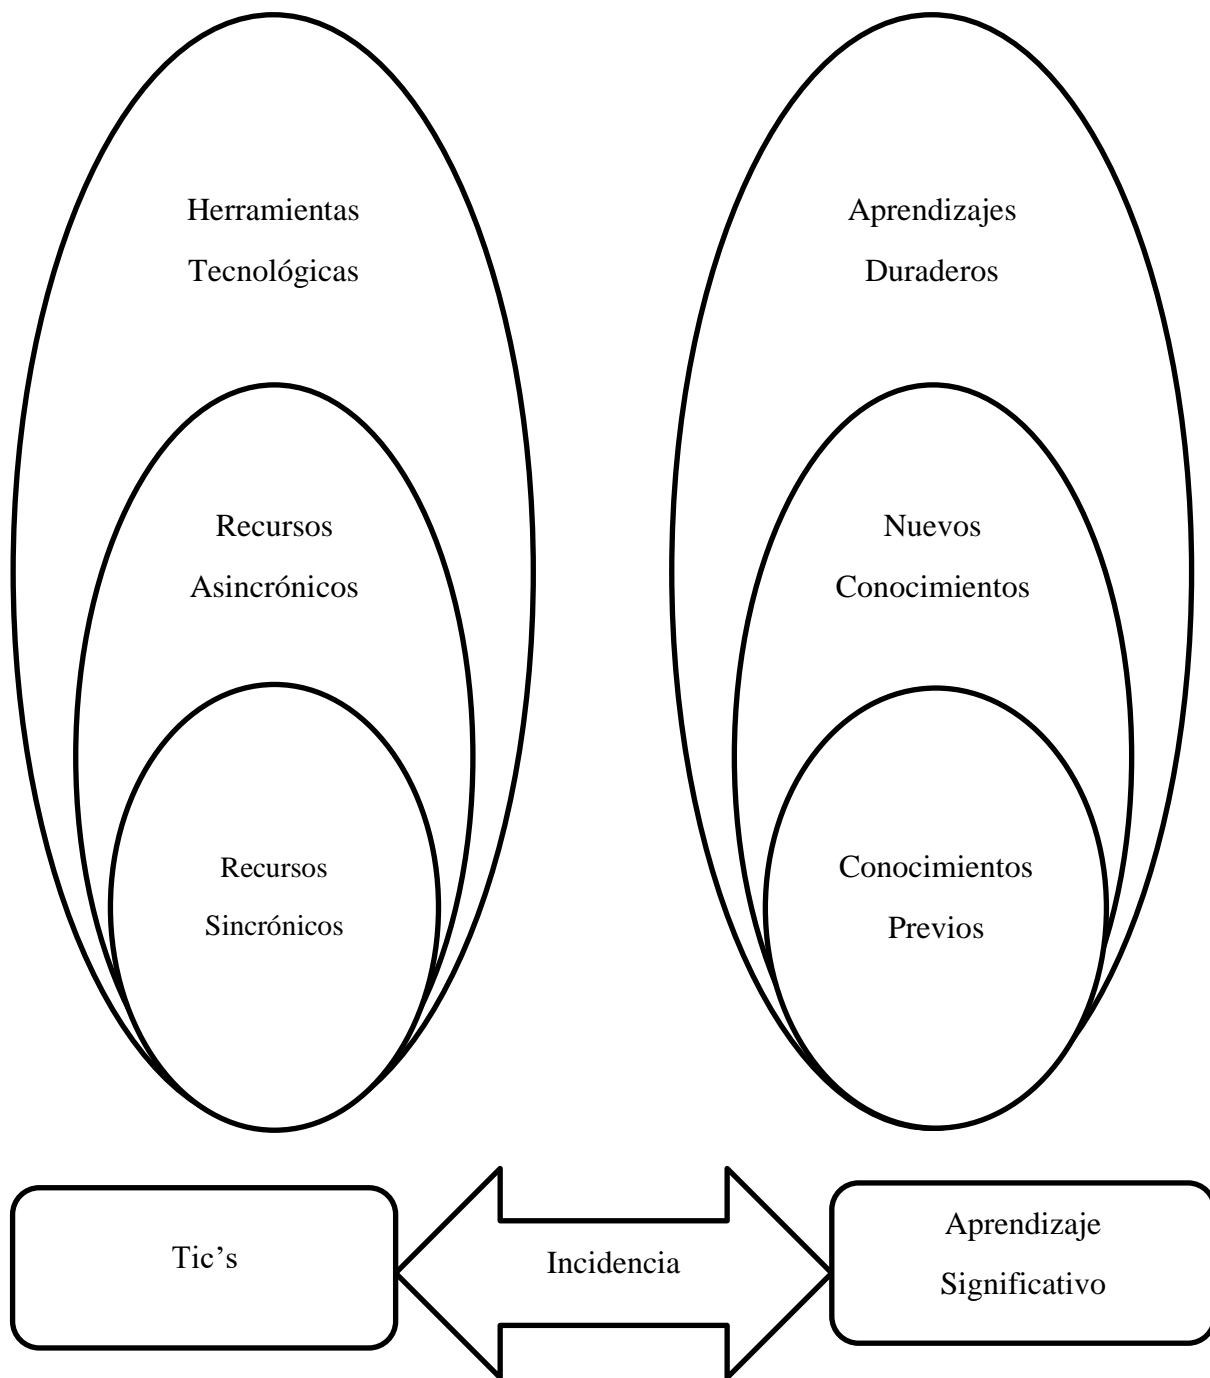 Herramientas
Tecnológicas
Recursos
Asincrónicos
Recursos
Sincrónicos
Aprendizajes
Duraderos
Nuevos
Conocimientos
Conocimientos
Previos
Tic’s
Incidencia
Aprendizaje
Significativo